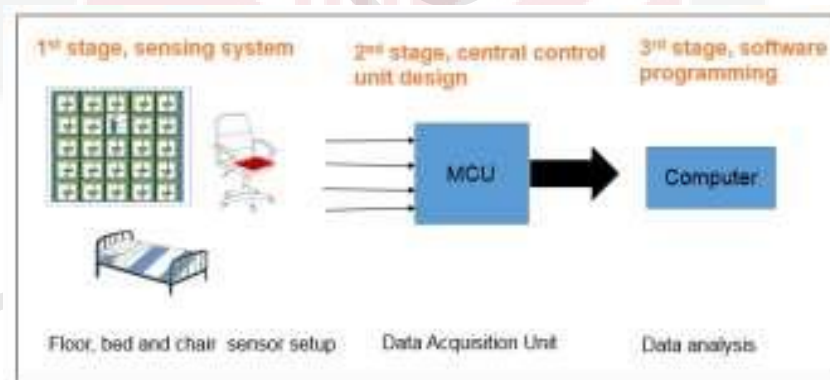 1st stage, sensing system
2nd stage, central control
unit design
3rd stage, software
programming
MCU
Computer
Floor, bed and chair sensor setup
Data Acquisition Unit
Data analysis